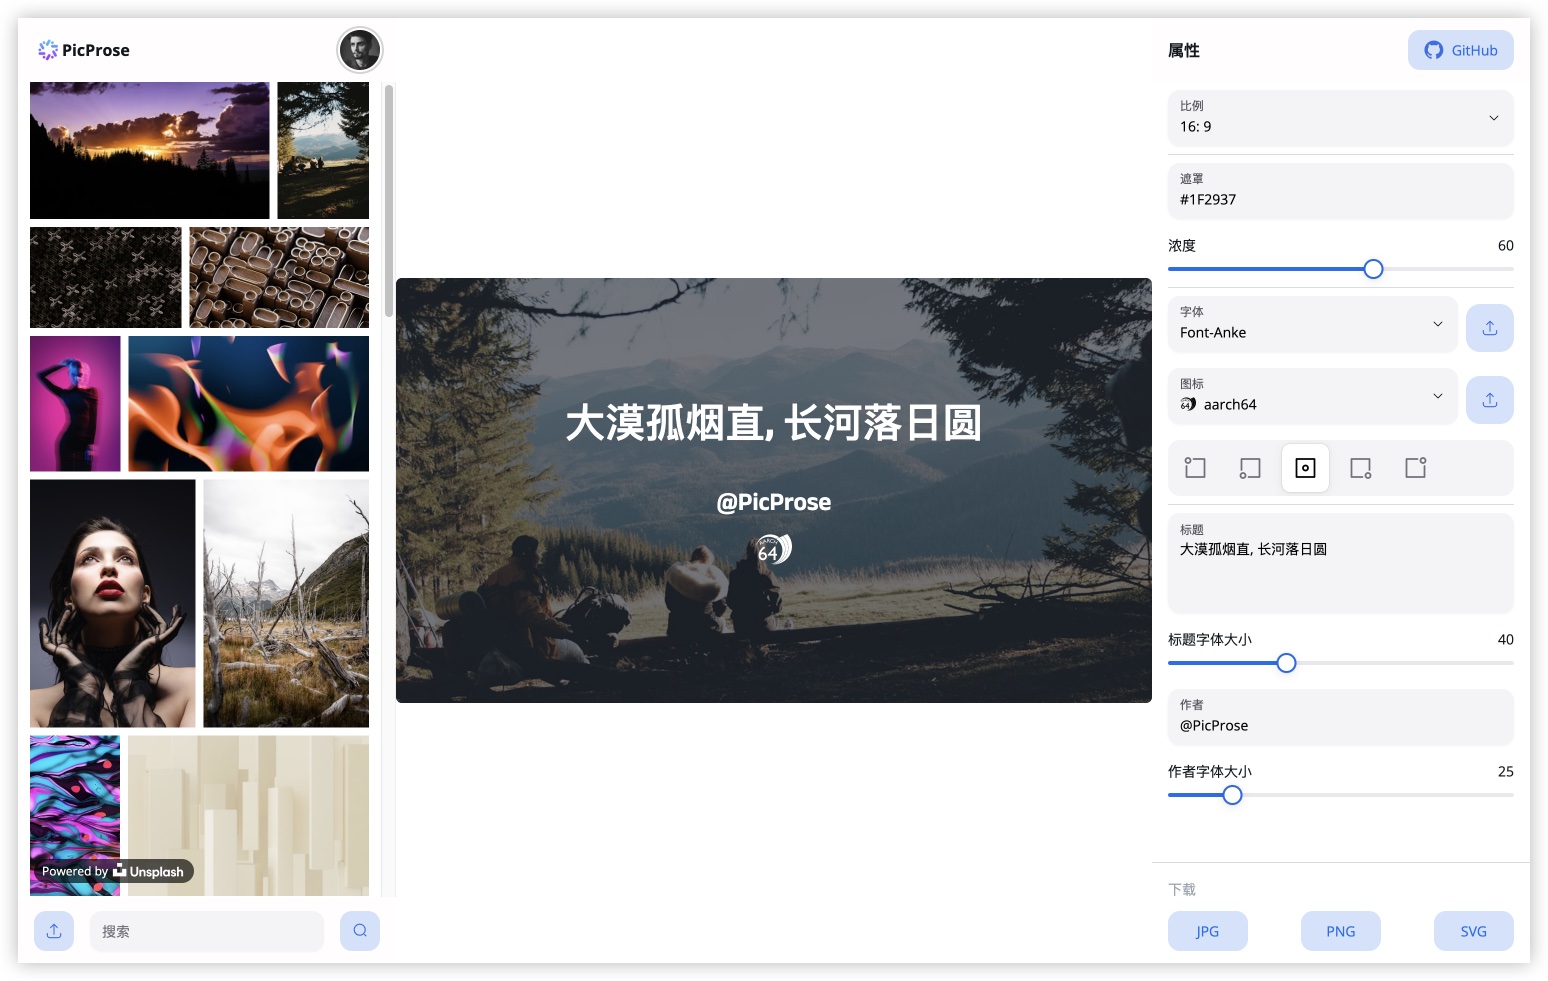 PicProse
Powered by Unsplash
搜索
大漠孤烟直, 长河落日圆
@PicProse
AARCH
64
属性
GitHub
比例
16: 9
遮罩
#1F2937
浓度
60
字体
Font-Anke
图标
64 aarch64
标题
大漠孤烟直, 长河落日圆
标题字体大小
40
作者
@PicProse
作者字体大小
25
下载
JPG
PNG
SVG